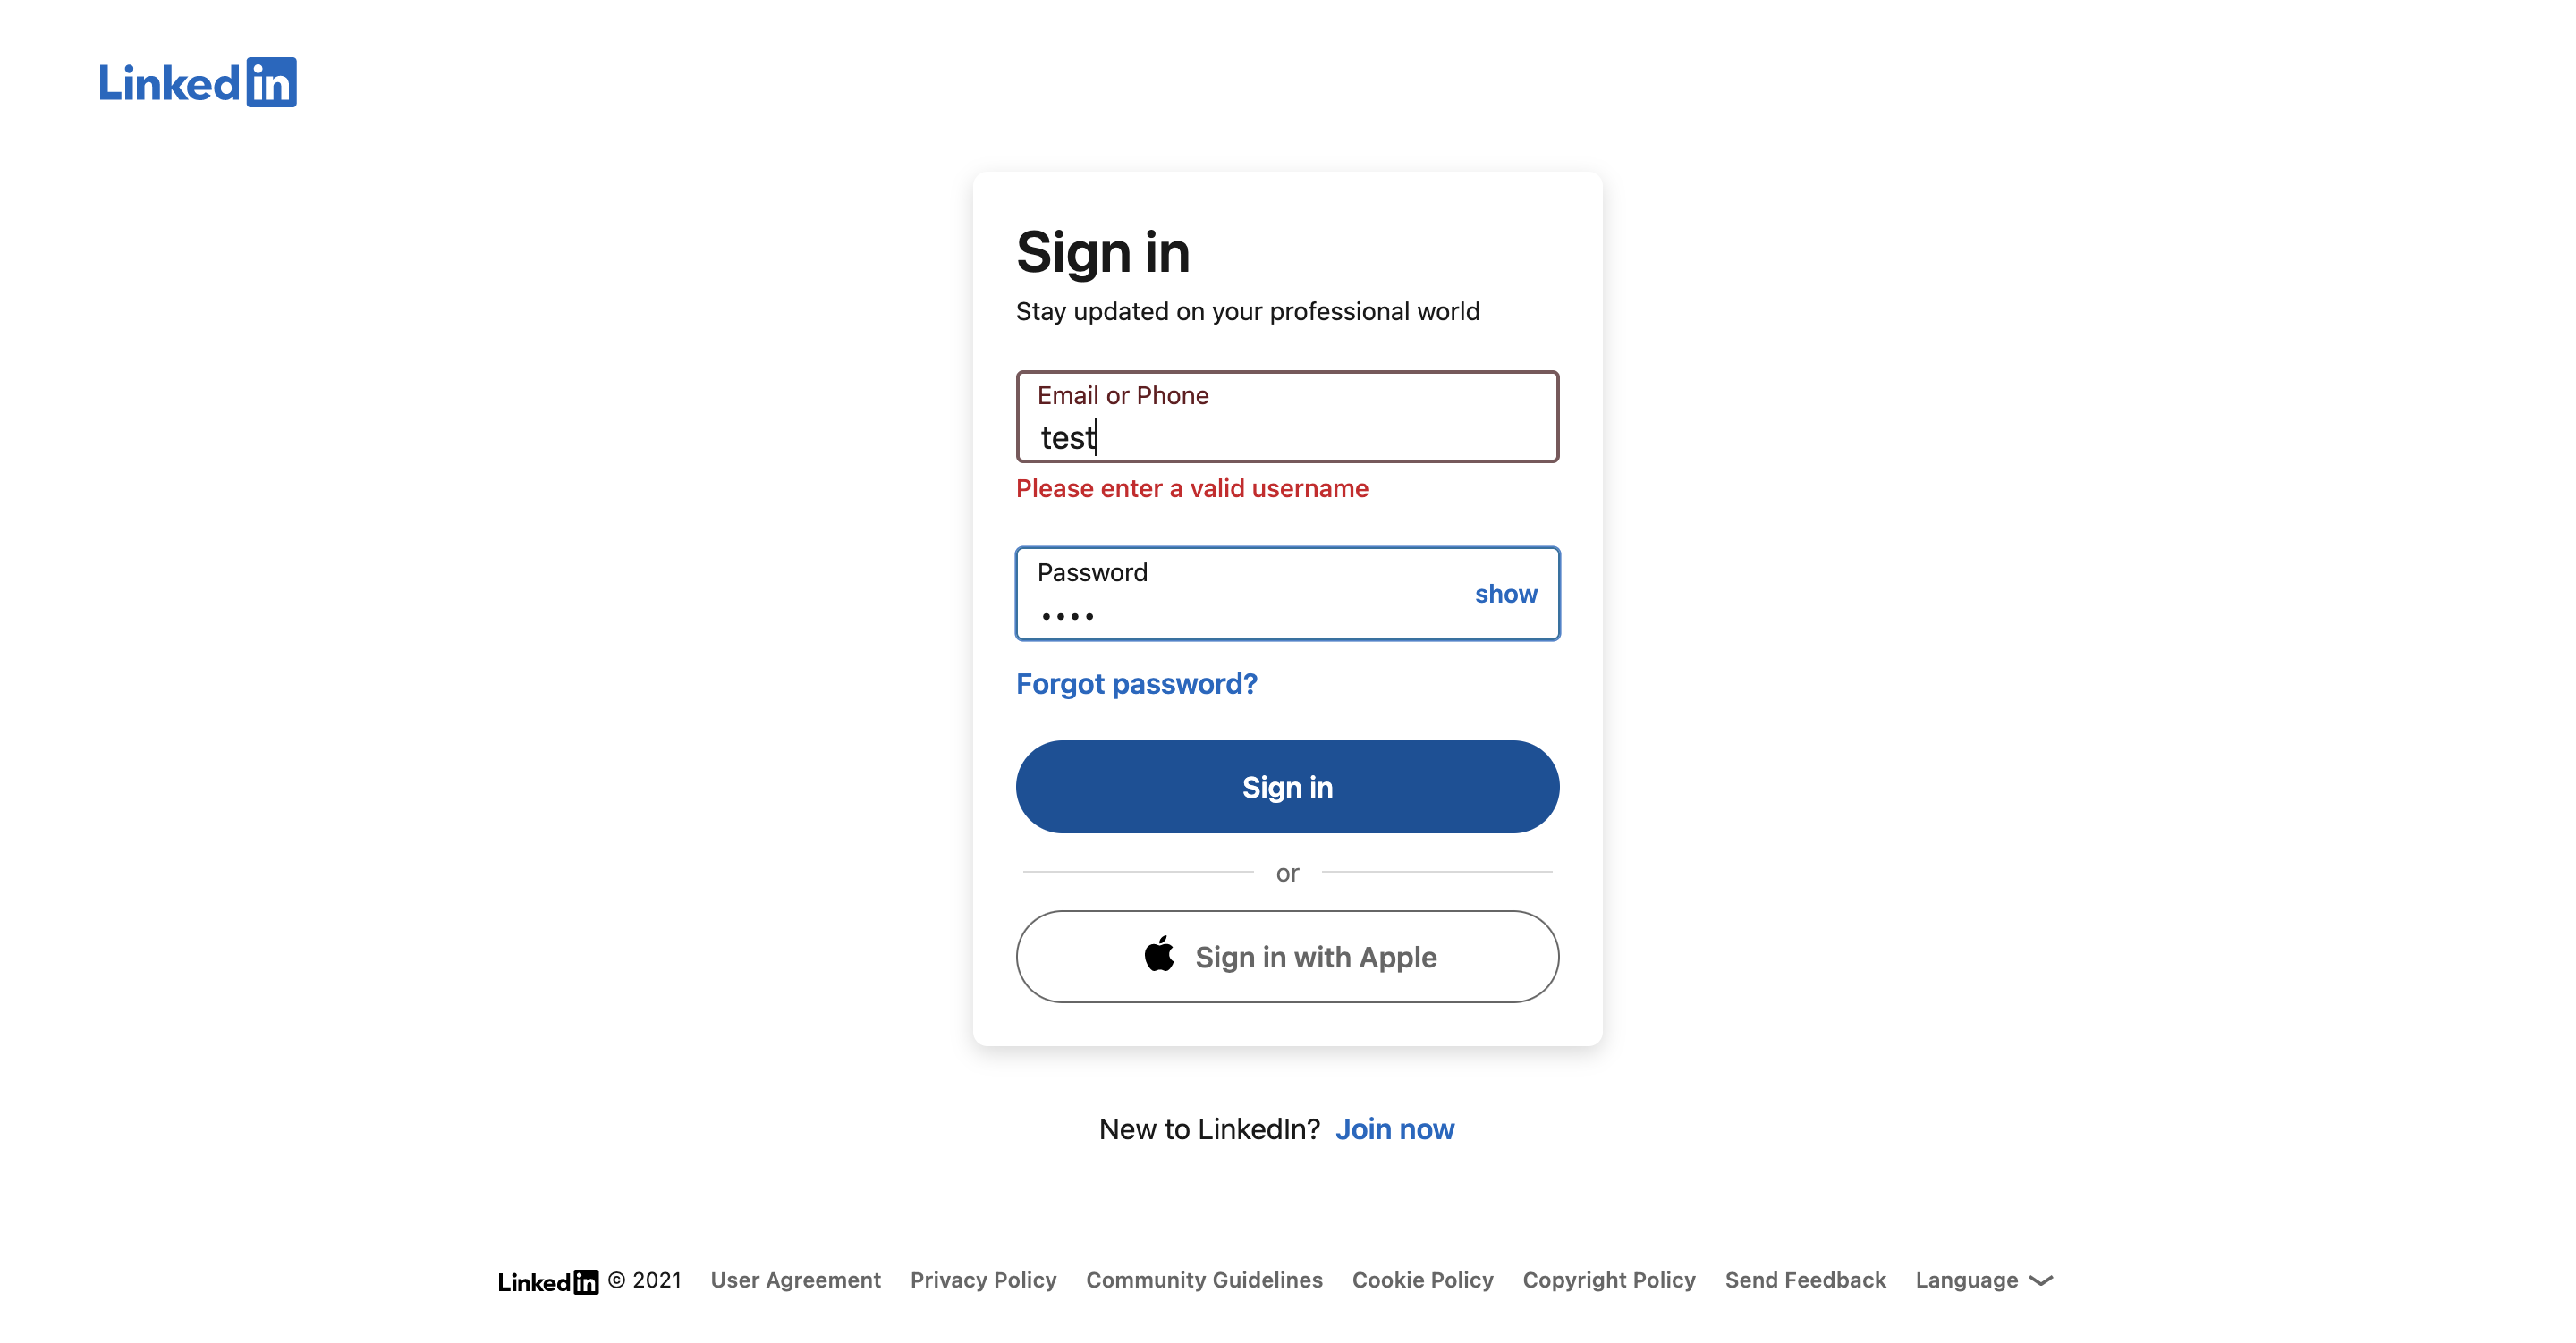 LinkedIn
Sign in
Stay updated on your professional world
Email or Phone
test
Please enter a valid username
Password
••••
show
Forgot password?
Sign in
or
Sign in with Apple
New to LinkedIn? Join now
LinkedIn © 2021 User Agreement Privacy Policy Community Guidelines Cookie Policy Copyright Policy Send Feedback Language